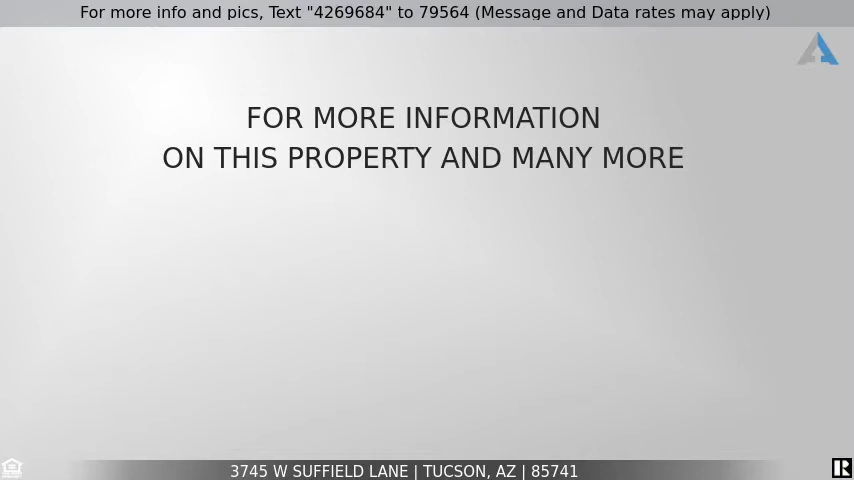 For more info and pics, Text "4269684" to 79564 (Message and Data rates may apply)
FOR MORE INFORMATION
ON THIS PROPERTY AND MANY MORE
3745 W SUFFIELD LANE | TUCSON, AZ | 85741